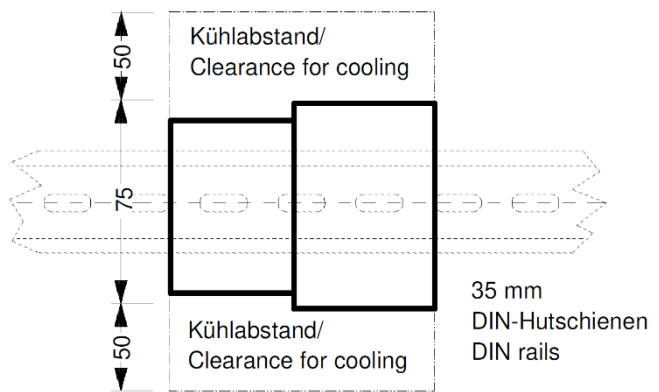 50
Kühlabstand/
Clearance for cooling
75
50
Kühlabstand/
Clearance for cooling
35 mm
DIN-Hutschienen
DIN rails